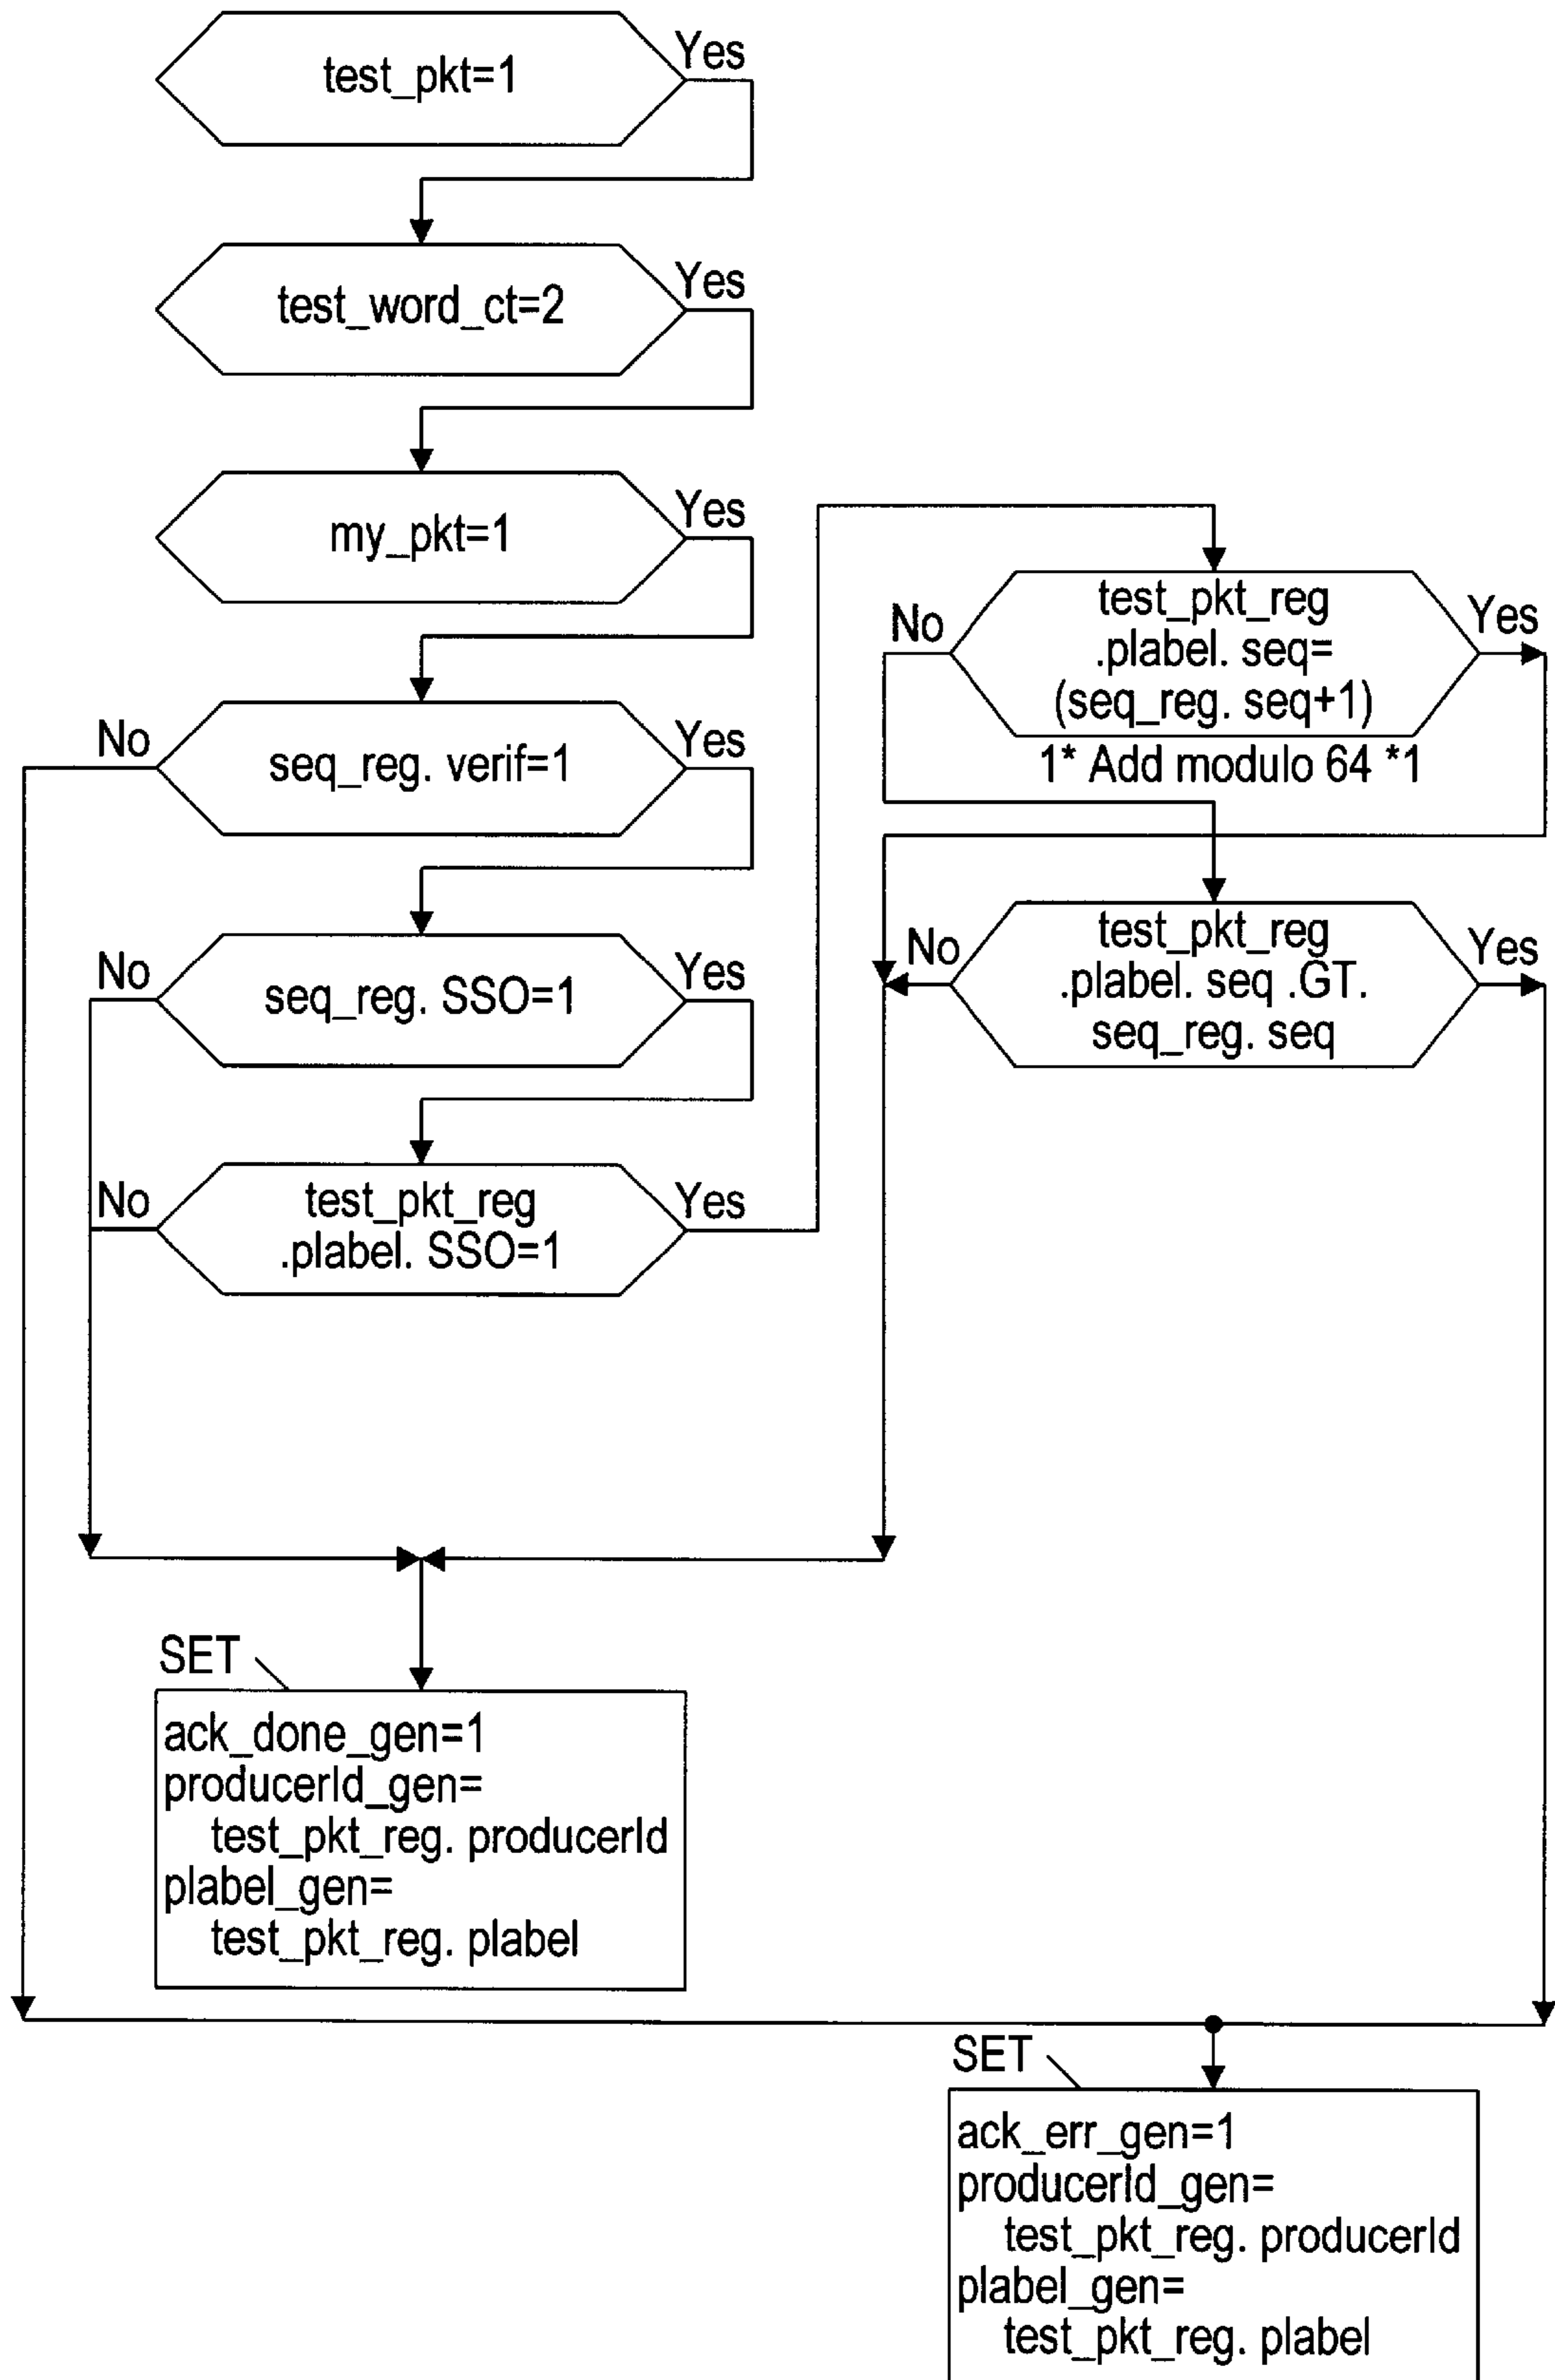 test_pkt=1
Yes
test_word_ct=2
Yes
my_pkt=1
Yes
No
seq_reg. verif=1
Yes
No
seq_reg. SSO=1
Yes
No
test_pkt_reg
.plabel. SSO=1
Yes
No
test_pkt_reg
.plabel. seq=
(seq_reg. seq+1)
Yes
1* Add modulo 64 *1
No
test_pkt_reg
.plabel. seq .GT.
seq_reg. seq
Yes
SET
ack_done_gen=1
producerId_gen=
test_pkt_reg. producerId
plabel_gen=
test_pkt_reg. plabel
SET
ack_err_gen=1
producerId_gen=
test_pkt_reg. producerId
plabel_gen=
test_pkt_reg. plabel